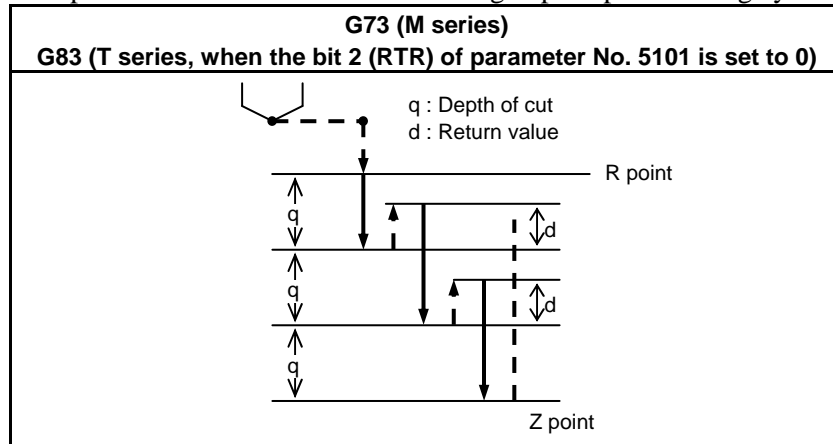 G73 (M series)
G83 (T series, when the bit 2 (RTR) of parameter No. 5101 is set to 0)
q : Depth of cut
d : Return value
R point
q
d
q
d
q
Z point